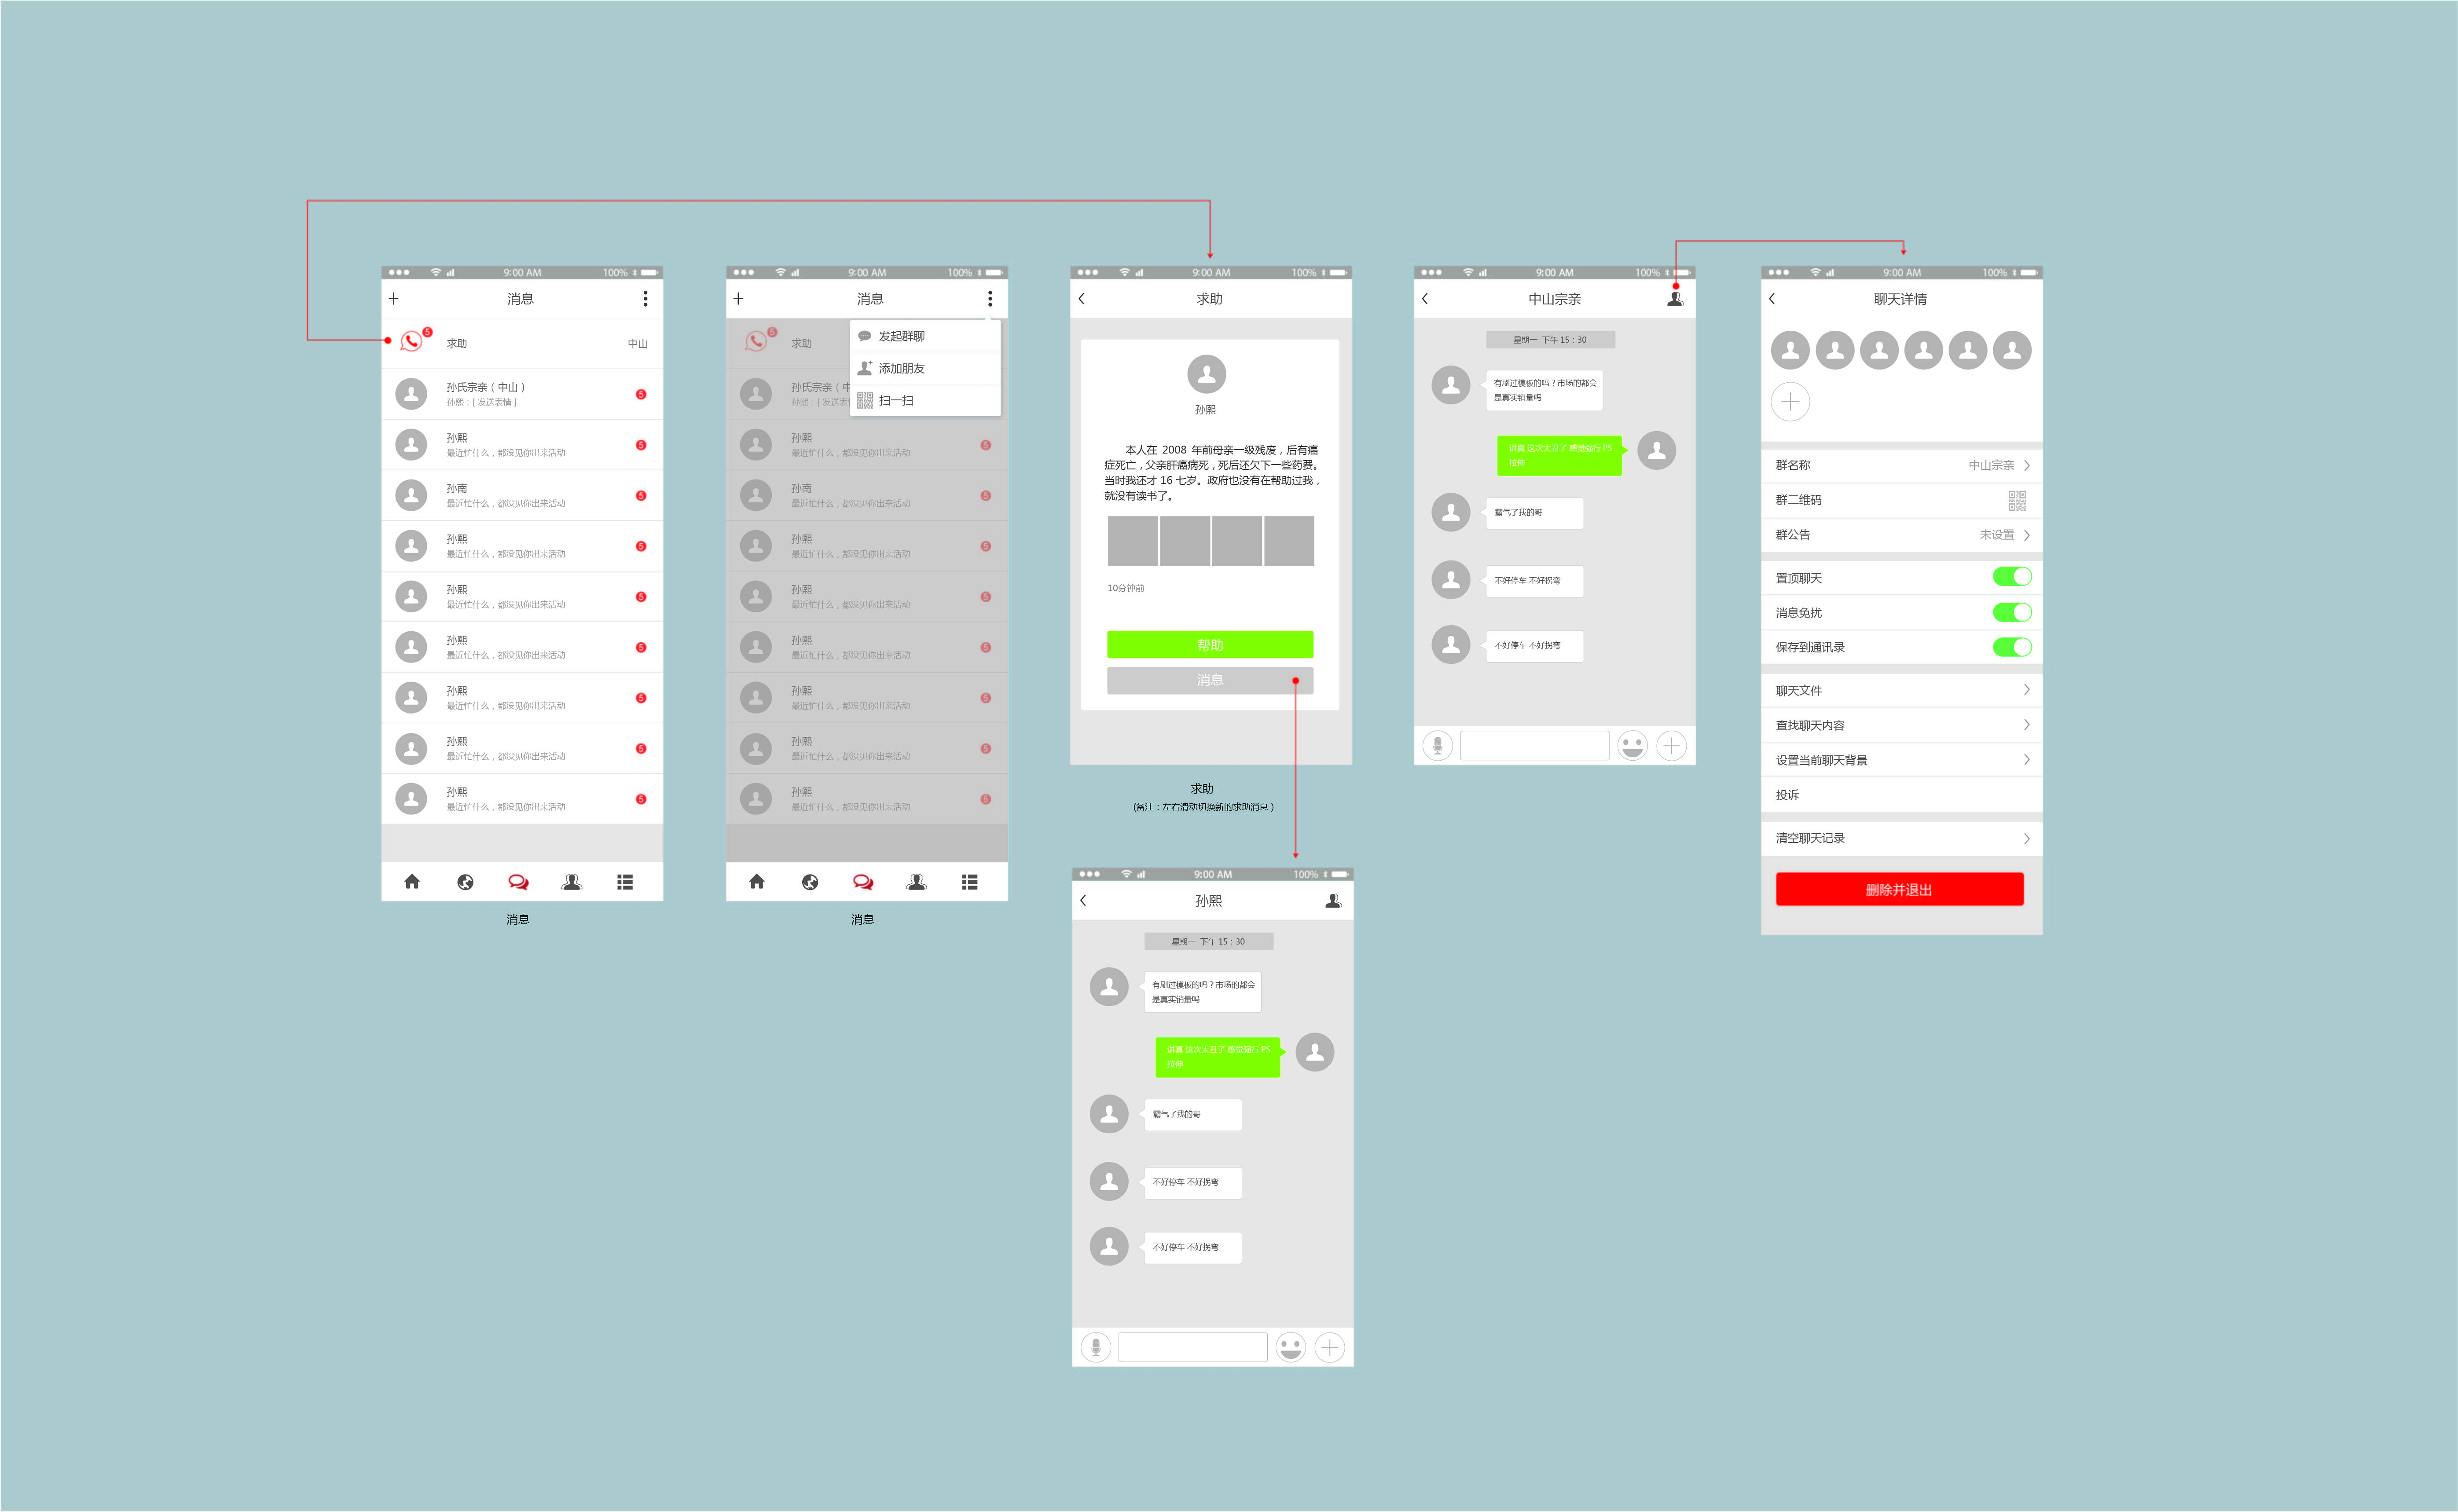 9:00 AM 100%
消息
5
求助 中山
孙氏宗亲（中山）
孙熙：[ 发送表情 ] 5
孙熙
最近忙什么，都没见你出来活动 5
孙南
最近忙什么，都没见你出来活动 5
孙熙
最近忙什么，都没见你出来活动 5
孙熙
最近忙什么，都没见你出来活动 5
孙熙
最近忙什么，都没见你出来活动 5
孙熙
最近忙什么，都没见你出来活动 5
孙熙
最近忙什么，都没见你出来活动 5
孙熙
最近忙什么，都没见你出来活动 5
消息
9:00 AM 100%
消息
5
求助
发起群聊
添加朋友
扫一扫
孙氏宗亲（中
孙熙：[ 发送表情
孙熙
最近忙什么，都没见你出来活动 5
孙南
最近忙什么，都没见你出来活动 5
孙熙
最近忙什么，都没见你出来活动 5
孙熙
最近忙什么，都没见你出来活动 5
孙熙
最近忙什么，都没见你出来活动 5
孙熙
最近忙什么，都没见你出来活动 5
孙熙
最近忙什么，都没见你出来活动 5
孙熙
最近忙什么，都没见你出来活动 5
消息
9:00 AM 100%
求助
孙熙
本人在 2008 年前母亲一级残废，后有癌
症死亡，父亲肝癌病死，死后还欠下一些药费。
当时我还才 16 七岁。政府也没有在帮助过我，
就没有读书了。
10分钟前
帮助
消息
求助
(备注：左右滑动切换新的求助消息）
9:00 AM 100%
孙熙
星期一 下午 15：30
有刷过模板的吗？市场的都会
是真实销量吗
讲真 这次太丑了 感觉强行 PS
拉伸
霸气了我的哥
不好停车 不好拐弯
不好停车 不好拐弯
9:00 AM 100%
中山宗亲
星期一 下午 15：30
有刷过模板的吗？市场的都会
是真实销量吗
讲真 这次太丑了 感觉强行 PS
拉伸
霸气了我的哥
不好停车 不好拐弯
不好停车 不好拐弯
9:00 AM 100%
聊天详情
群名称 中山宗亲
群二维码
群公告 未设置
置顶聊天
消息免扰
保存到通讯录
聊天文件
查找聊天内容
设置当前聊天背景
投诉
清空聊天记录
删除并退出